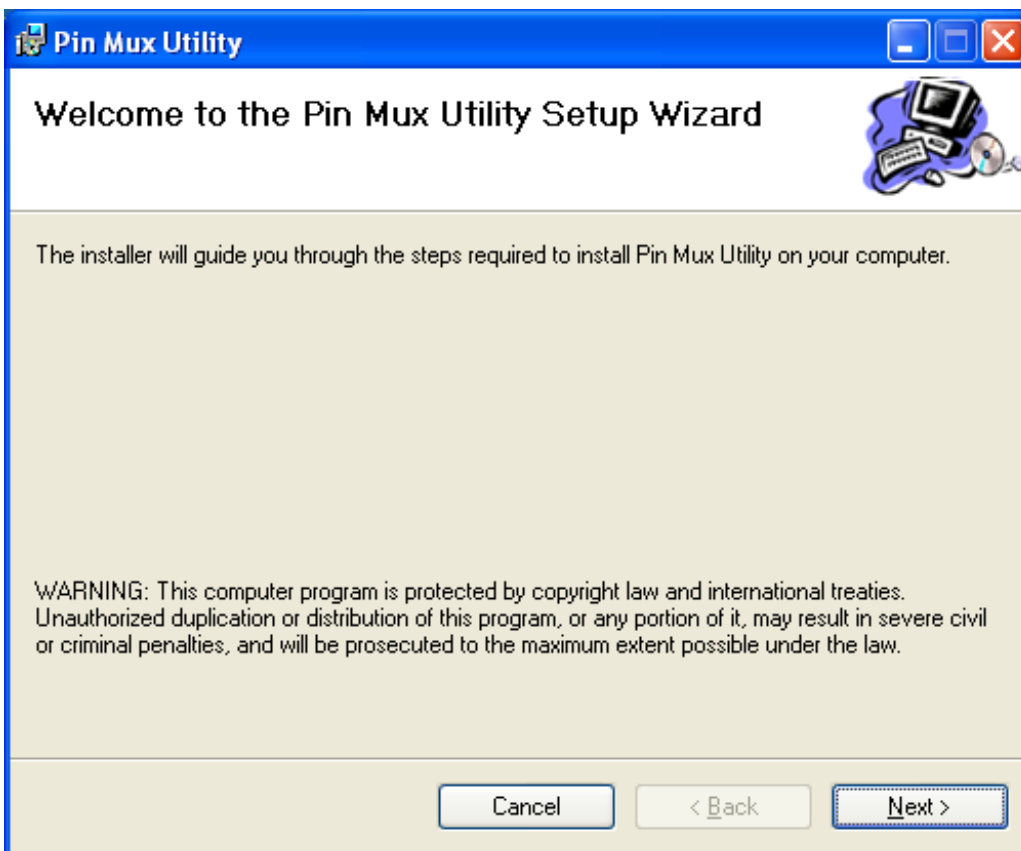 Pin Mux Utility
Welcome to the Pin Mux Utility Setup Wizard
The installer will guide you through the steps required to install Pin Mux Utility on your computer.
WARNING: This computer program is protected by copyright law and international treaties.
Unauthorized duplication or distribution of this program, or any portion of it, may result in severe civil
or criminal penalties, and will be prosecuted to the maximum extent possible under the law.
Cancel
< Back
Next >